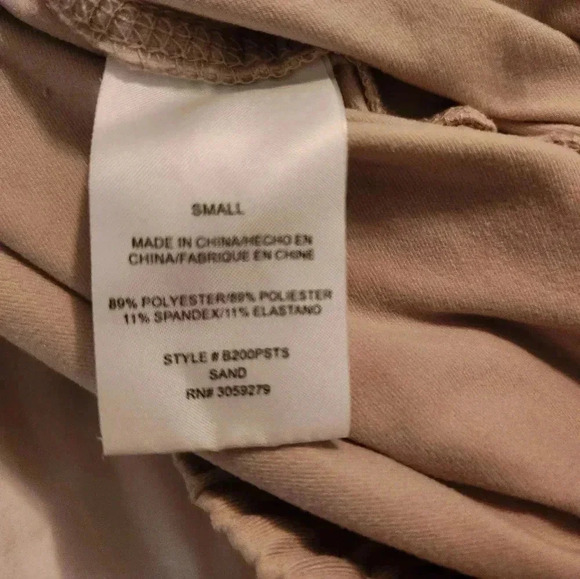 SMALL
MADE IN CHINA/HECHO EN
CHINA/FABRIQUE EN CHINE
89% POLYESTER/89% POLIESTER
11% SPANDEX/11% ELASTANO
STYLE # B200PSTS
SAND
RN# 3059279